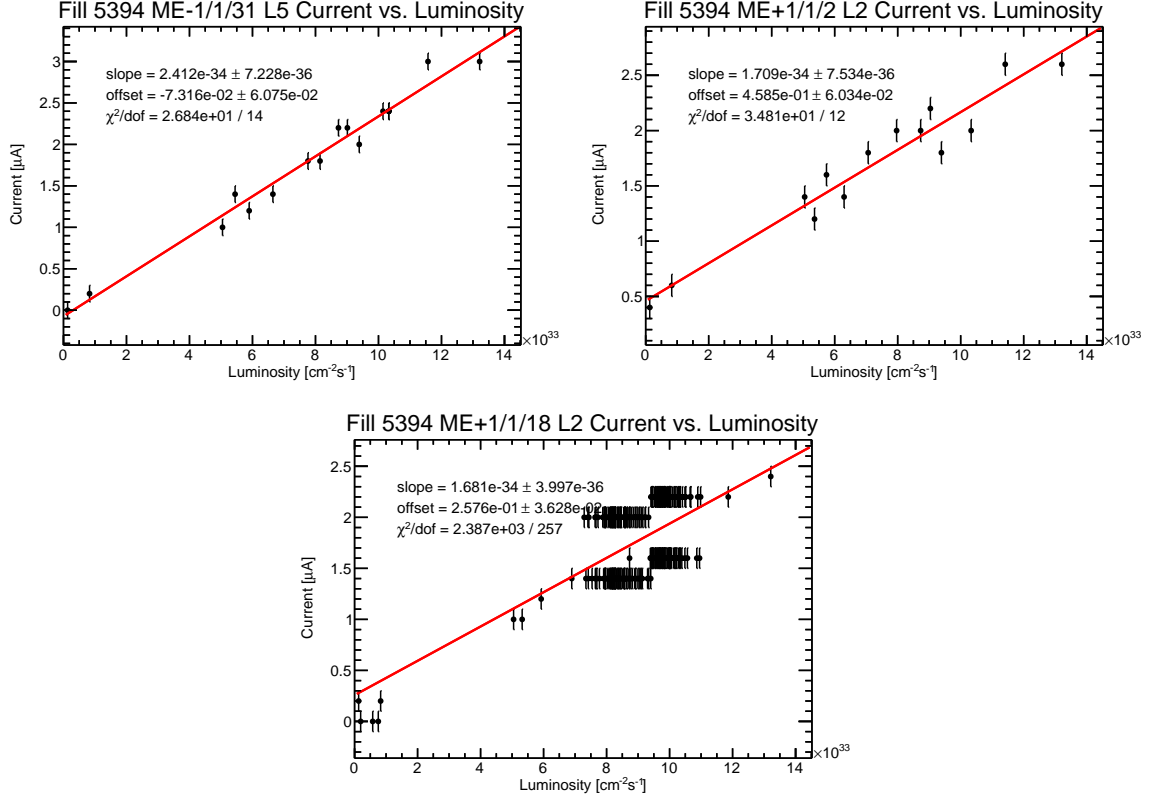 Fill 5394 ME-1/1/31 L5 Current vs. Luminosity
slope = 2.412e-34 ± 7.228e-36
offset = -7.316e-02 ± 6.075e-02
χ²/dof = 2.684e+01 / 14
Current [μA]
3
2.5
2
1.5
1
0.5
0
0 2 4 6 8 10 12 14
×10³³
Luminosity [cm⁻²s⁻¹]
Fill 5394 ME+1/1/2 L2 Current vs. Luminosity
slope = 1.709e-34 ± 7.534e-36
offset = 4.585e-01 ± 6.034e-02
χ²/dof = 3.481e+01 / 12
Current [μA]
2.5
2
1.5
1
0.5
0 2 4 6 8 10 12 14
×10³³
Luminosity [cm⁻²s⁻¹]
Fill 5394 ME+1/1/18 L2 Current vs. Luminosity
slope = 1.681e-34 ± 3.997e-36
offset = 2.576e-01 ± 3.628e-02
χ²/dof = 2.387e+03 / 257
Current [μA]
2.5
2
1.5
1
0.5
0
0 2 4 6 8 10 12 14
×10³³
Luminosity [cm⁻²s⁻¹]